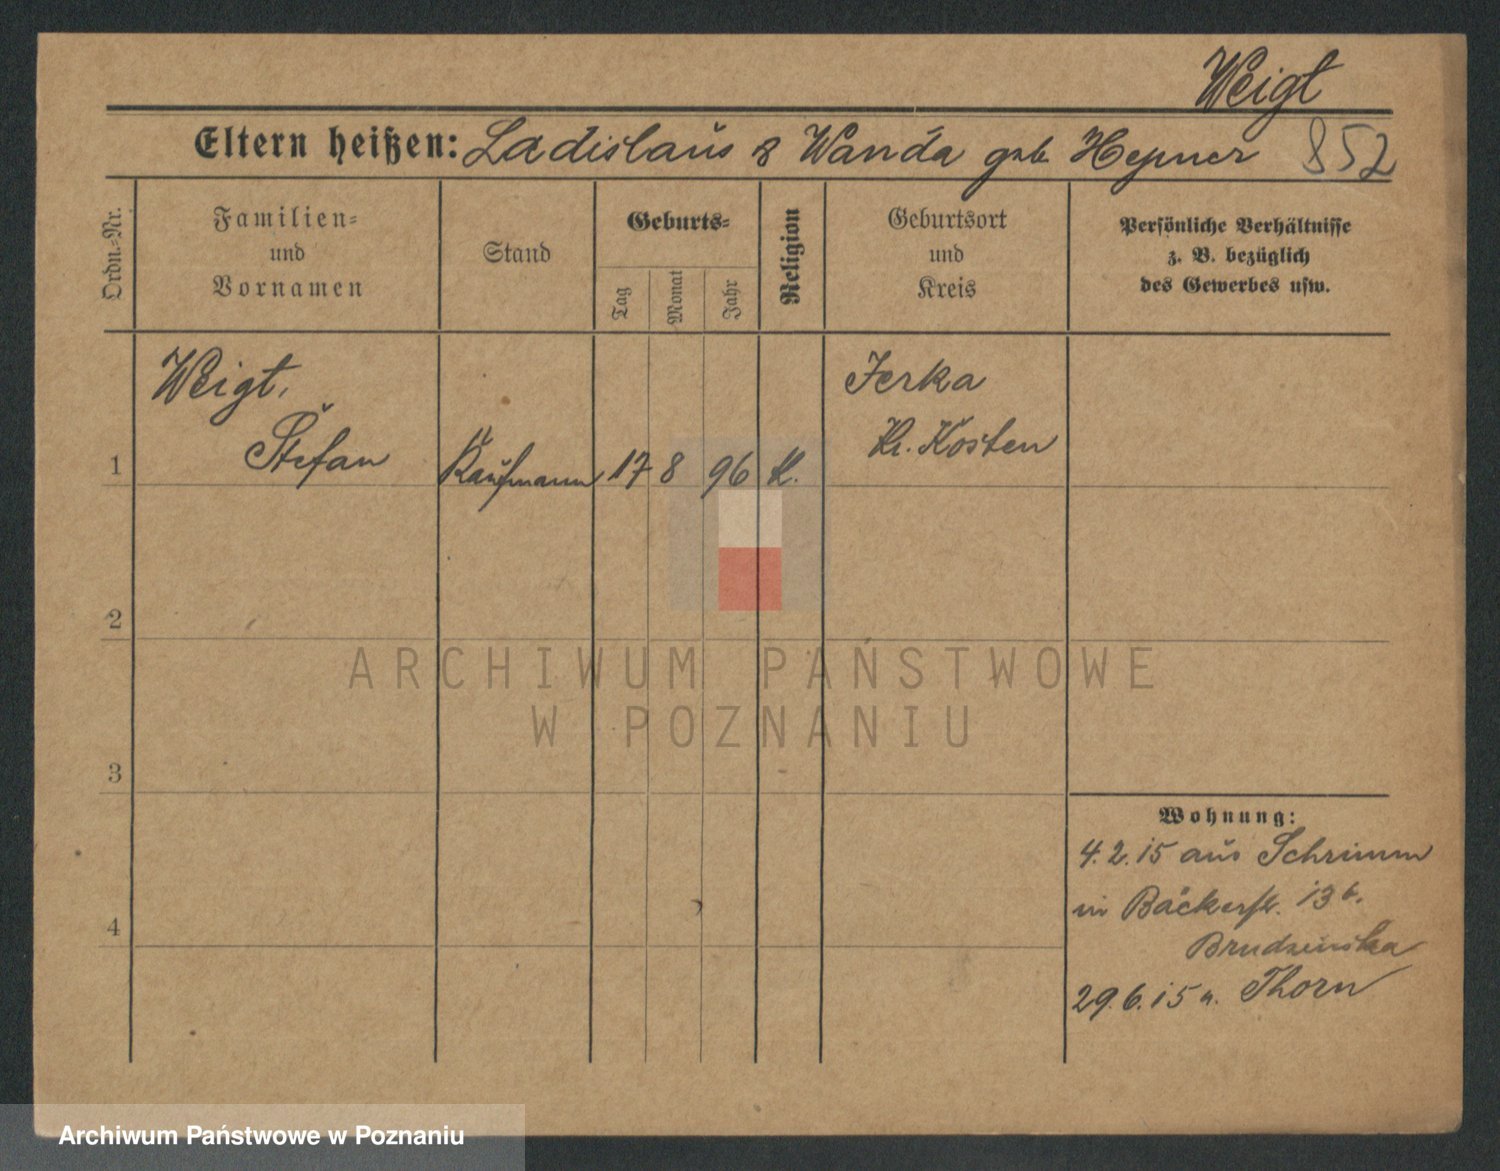 Weigt
Eltern heißen: Ladislaus & Wanda geb. Hepner 852
Ordn.-Nr.
Familien-
und
Vornamen
Stand
Geburts-
Tag
Monat
Jahr
Religion
Geburtsort
und
Kreis
Persönliche Verhältnisse
z. B. bezüglich
des Gewerbes usw.
1
Weigt,
Stefan
Kaufmann
17
8
96
K.
Jerka
Kr. Kosten
2
3
4
Wohnung:
4.2.15 aus Schrimm
in Bäckerstr. 13 b.
Brudzinska
29.6.15 n. Thorn
ARCHIWUM PAŃSTWOWE
W POZNANIU
Archiwum Państwowe w Poznaniu